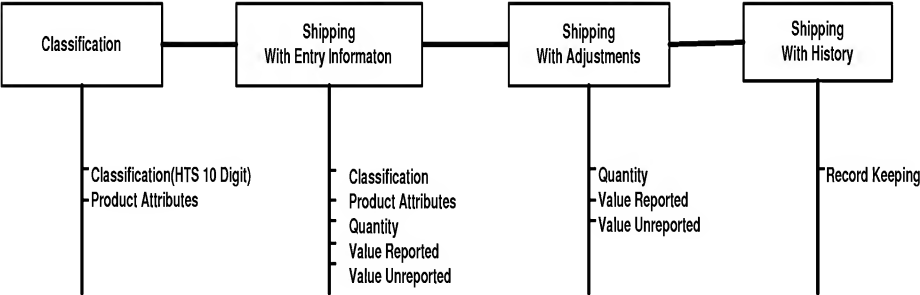 Classification
Shipping
With Entry Informaton
Shipping
With Adjustments
Shipping
With History
Classification(HTS 10 Digit)
Product Attributes
Classification
Product Attributes
Quantity
Value Reported
Value Unreported
Quantity
Value Reported
Value Unreported
Record Keeping